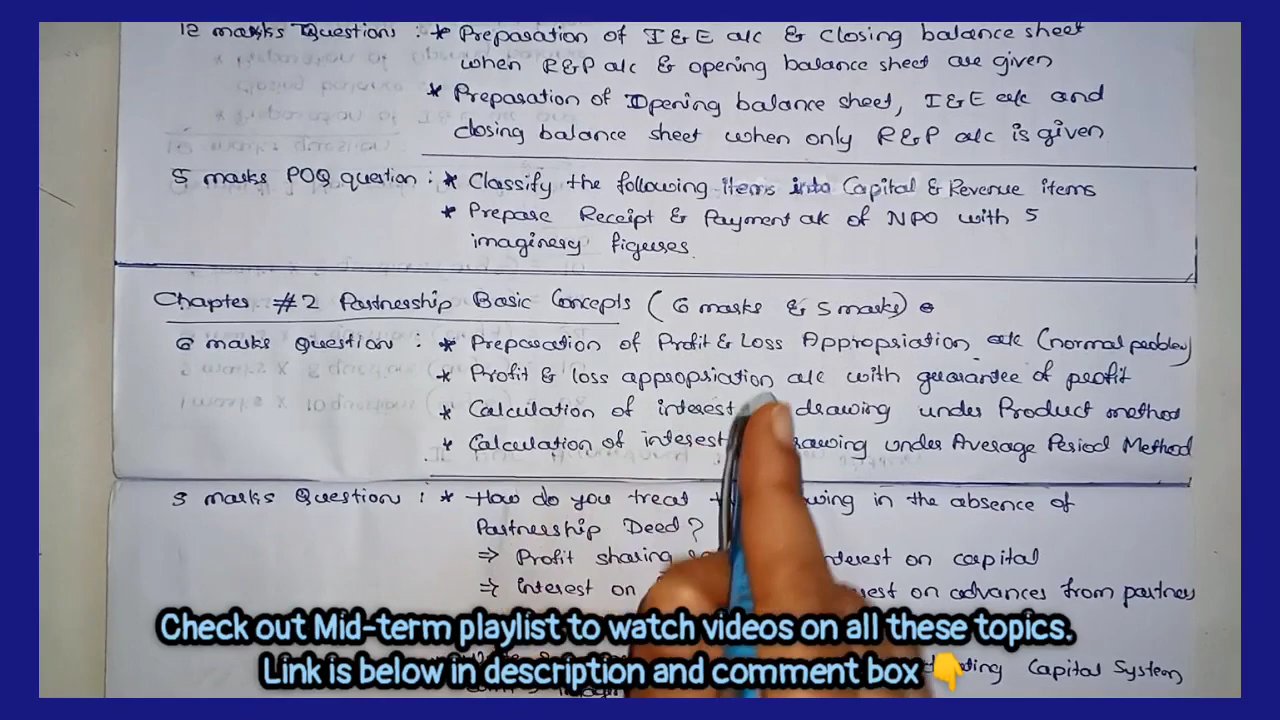 12 marks Questions : * Preparation of I&E a/c & Closing balance sheet
when R&P a/c & opening balance sheet are given
* Preparation of Opening balance sheet, I&E a/c and
closing balance sheet when only R&P a/c is given
5 marks POQ question : * Classify the following items into Capital & Revenue items
* Prepare Receipt & Payment a/c of NPO with 5
imaginery figures.
Chapter #2 Partnership Basic Concepts (6 marks & 5 marks)
6 marks Question : * Preparation of Profit & Loss Appropriation a/c (normal problem)
* Profit & loss appropriation a/c with guarantee of profit
* Calculation of interest drawing under Product method
* Calculation of interest drawing under Average Period Method
5 marks Question : * How do you treat in the absence of
Partnership Deed?
⇒ Profit sharing interest on capital
⇒ interest on on advances from partner
Check out Mid-term playlist to watch videos on all these topics.
Link is below in description and comment box 👇
Capital System